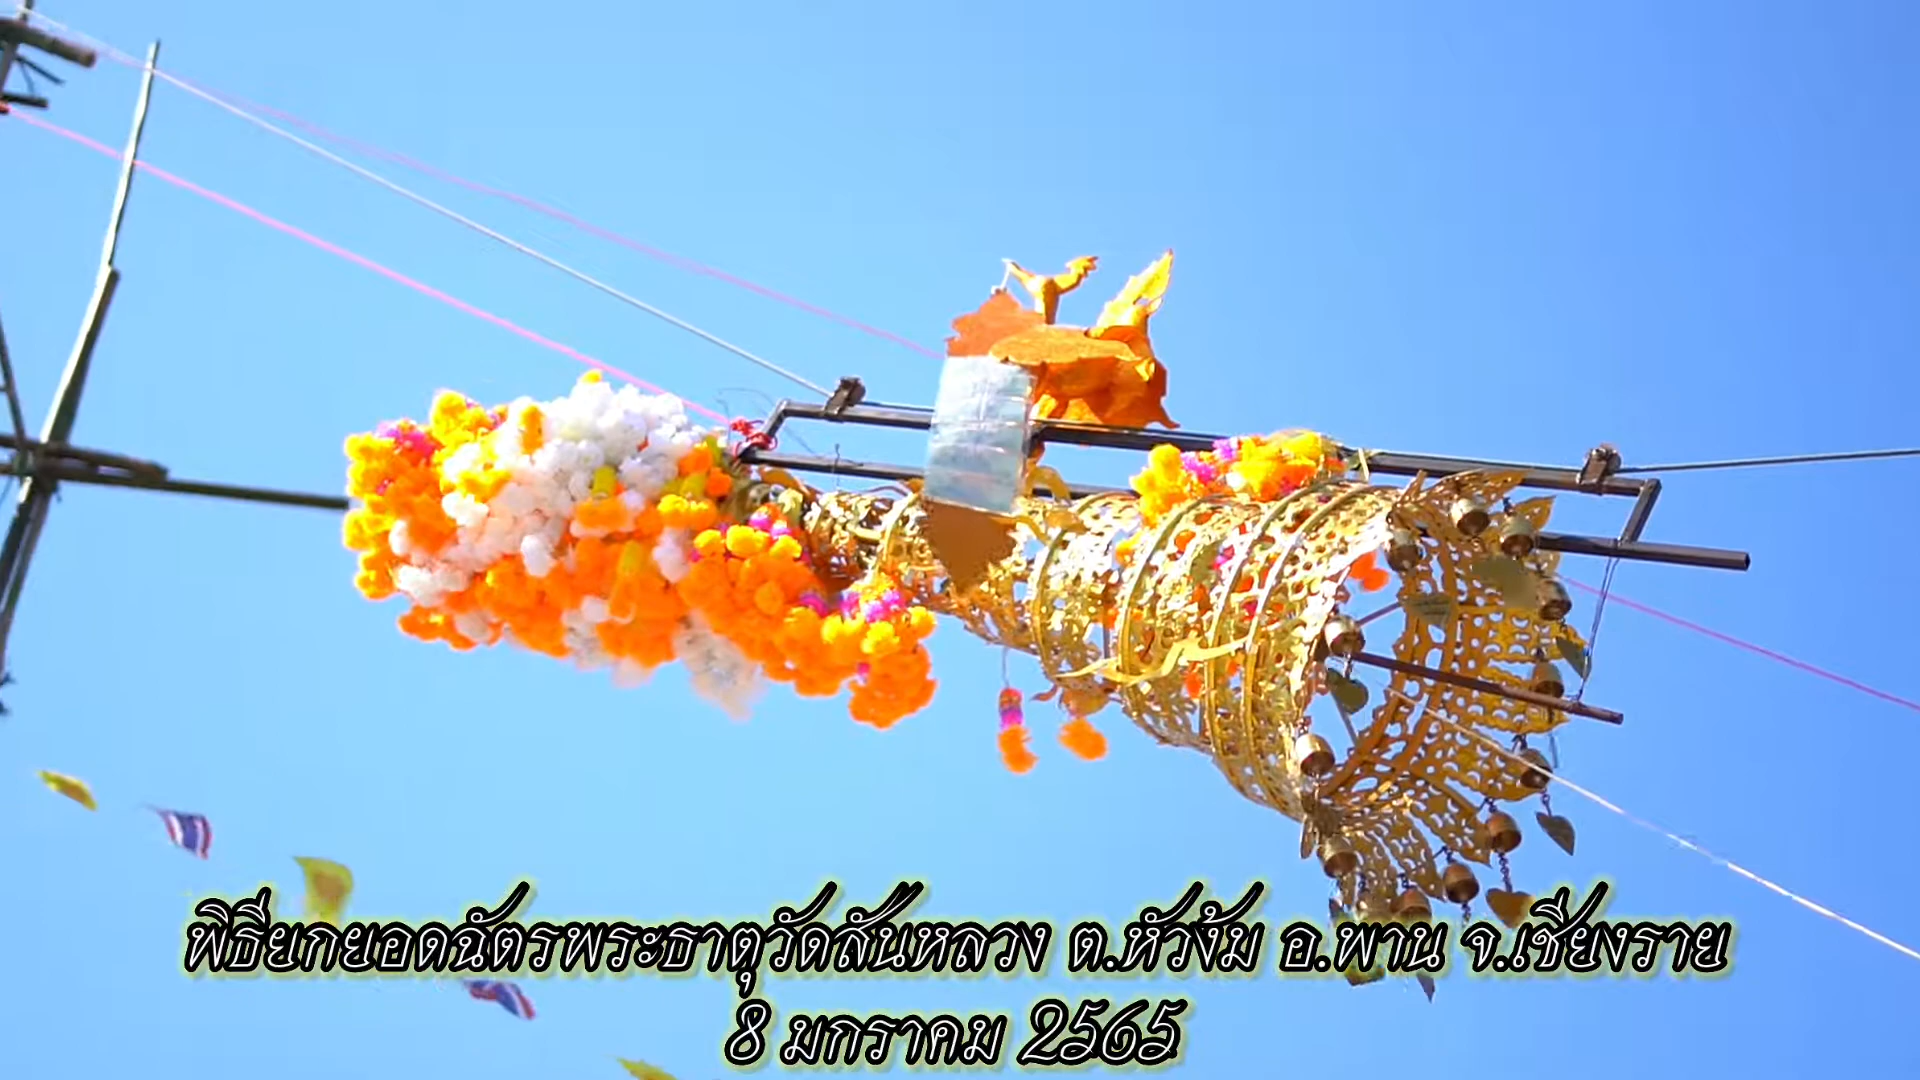 พิธียกยอดฉัตรพระธาตุวัดสันหลวง ต.หัวง้ม อ.พาน จ.เชียงราย
8 มกราคม 2565